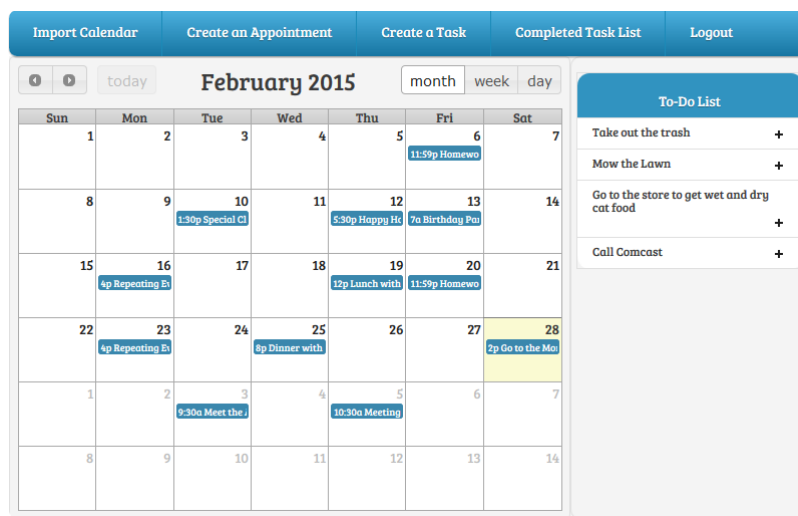 Import Calendar Create an Appointment Create a Task Completed Task List Logout
today February 2015 month week day
Sun Mon Tue Wed Thu Fri Sat
1 2 3 4 5 6 7
11:59p Homewo
8 9 10 11 12 13 14
1:30p Special Cl 5:30p Happy Ho 7a Birthday Par
15 16 17 18 19 20 21
4p Repeating Ev 12p Lunch with 11:59p Homewo
22 23 24 25 26 27 28
4p Repeating Ev 8p Dinner with 2p Go to the Mar
1 2 3 4 5 6 7
9:30a Meet the 10:30a Meeting
8 9 10 11 12 13 14
To-Do List
Take out the trash +
Mow the Lawn +
Go to the store to get wet and dry
cat food
+
Call Comcast +